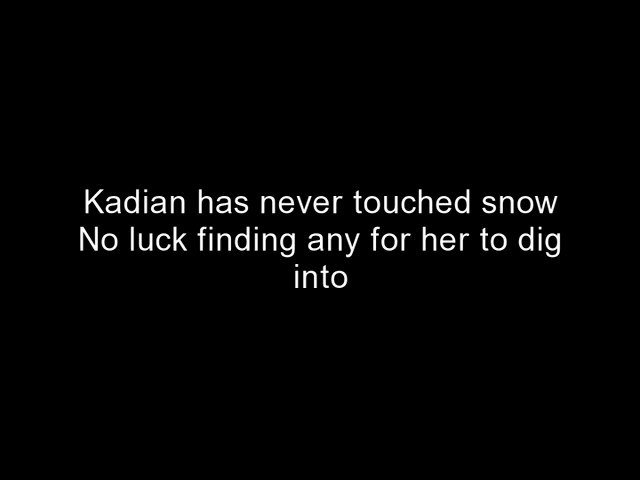 Kadian has never touched snow
No luck finding any for her to dig
into